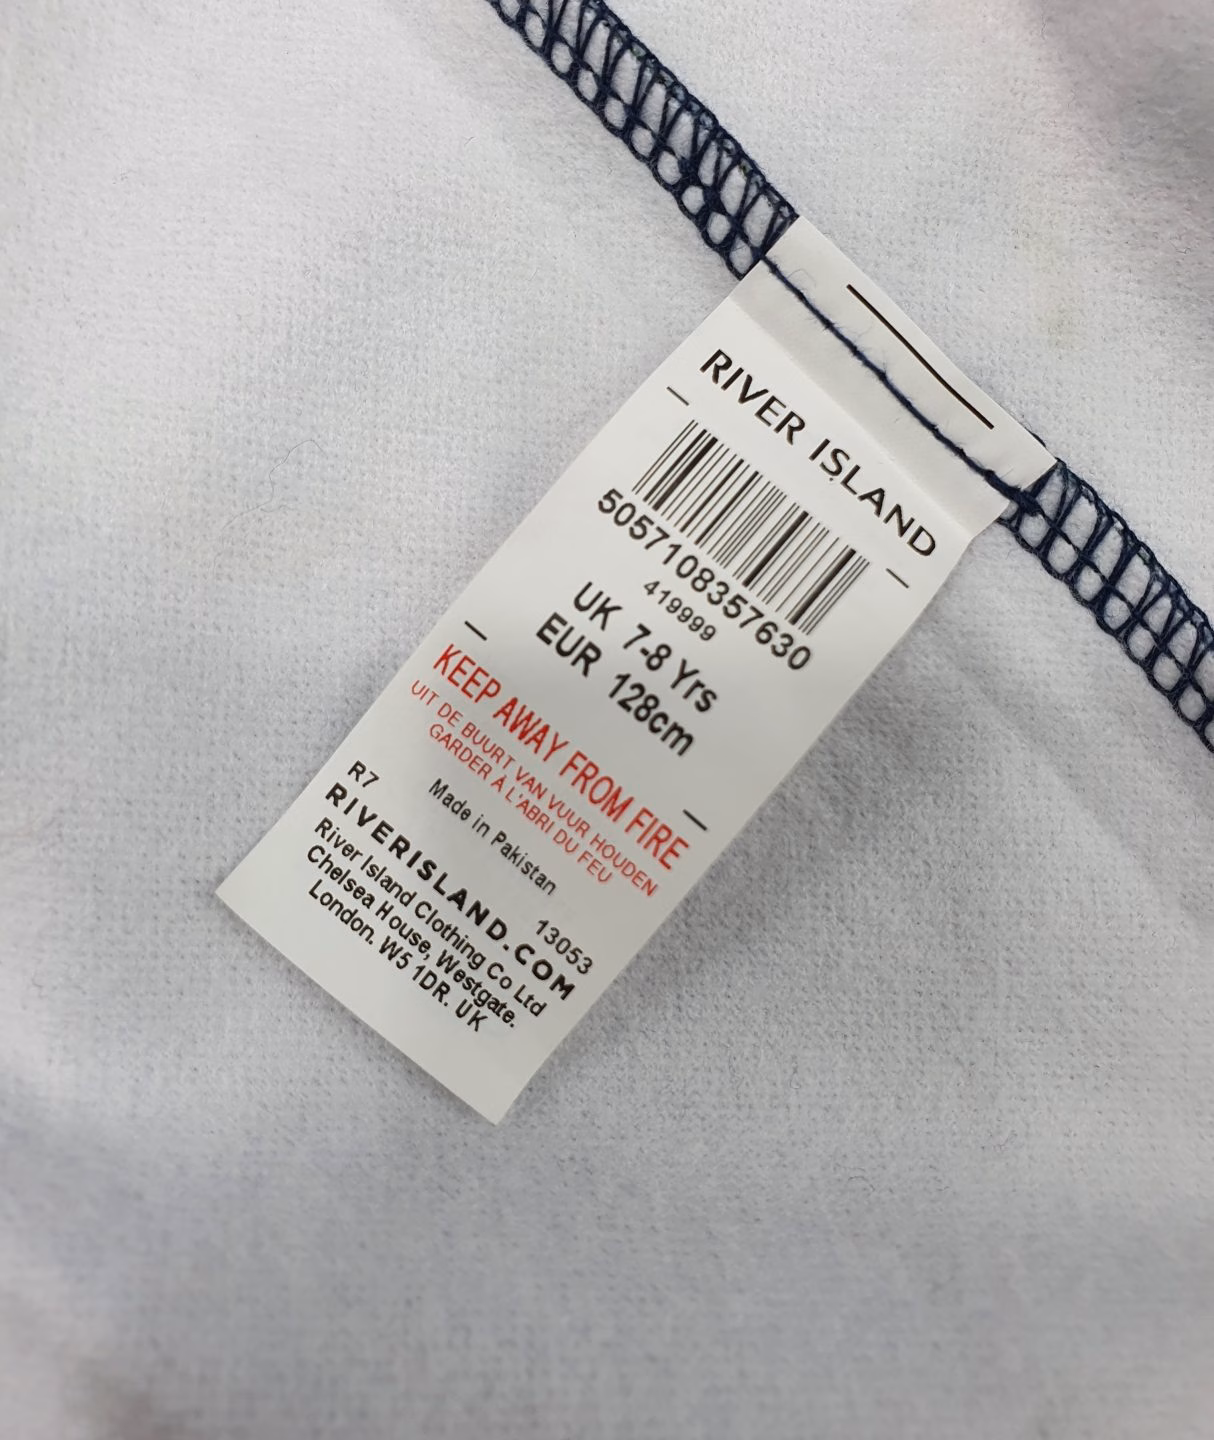 RIVER ISLAND
5057108357630
419999
UK 7-8 Yrs
EUR 128cm
KEEP AWAY FROM FIRE
UIT DE BUURT VAN VUUR HOUDEN
GARDER À L'ABRI DU FEU
Made in Pakistan
R7 13053
RIVERISLAND.COM
River Island Clothing Co Ltd
Chelsea House, Westgate.
London. W5 1DR. UK